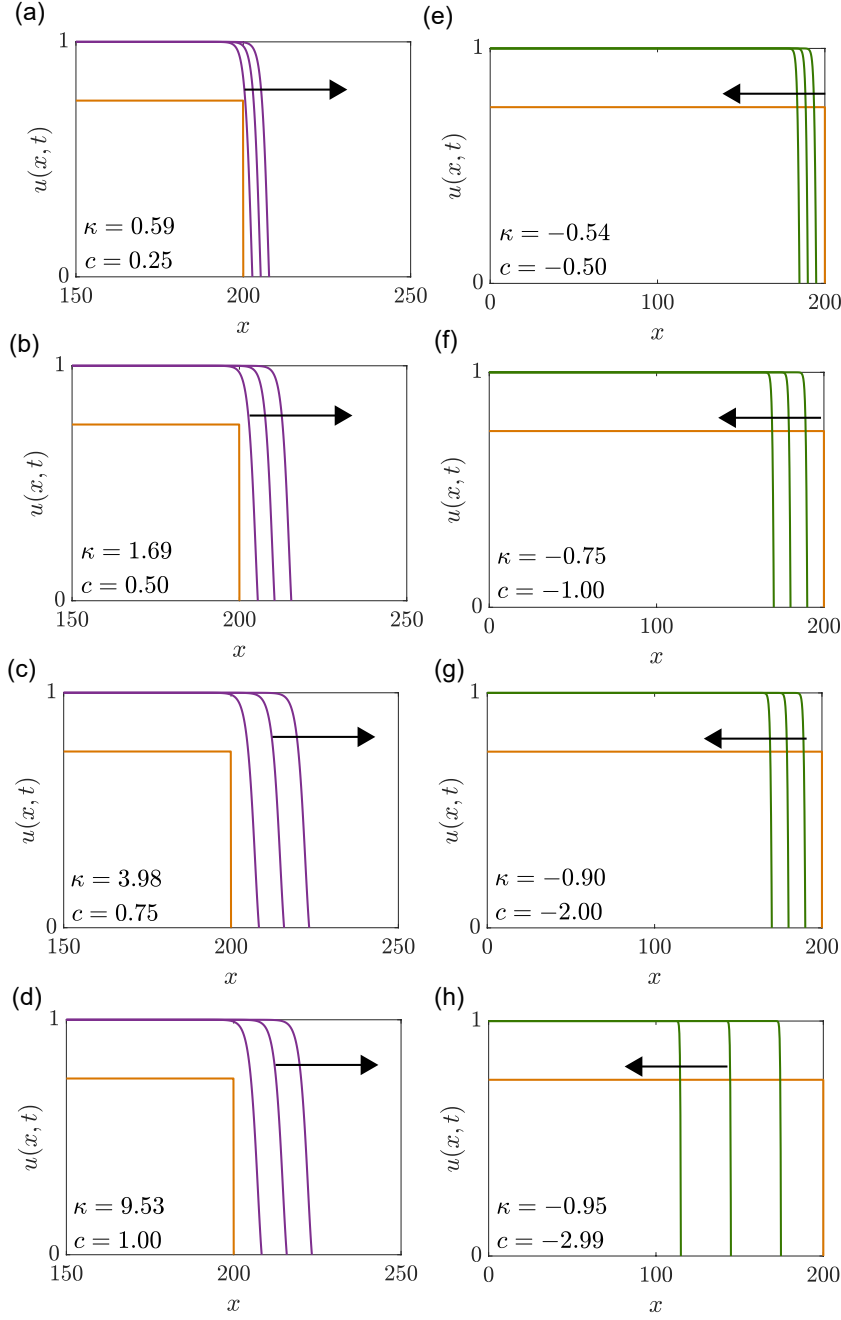 (a)
1
u(x, t)
κ = 0.59
c = 0.25
0
150
200
250
x
(b)
1
u(x, t)
κ = 1.69
c = 0.50
0
150
200
250
x
(c)
1
u(x, t)
κ = 3.98
c = 0.75
0
150
200
250
x
(d)
1
u(x, t)
κ = 9.53
c = 1.00
0
150
200
250
x
(e)
1
u(x, t)
κ = −0.54
c = −0.50
0
0
100
200
x
(f)
1
u(x, t)
κ = −0.75
c = −1.00
0
0
100
200
x
(g)
1
u(x, t)
κ = −0.90
c = −2.00
0
0
100
200
x
(h)
1
u(x, t)
κ = −0.95
c = −2.99
0
0
100
200
x